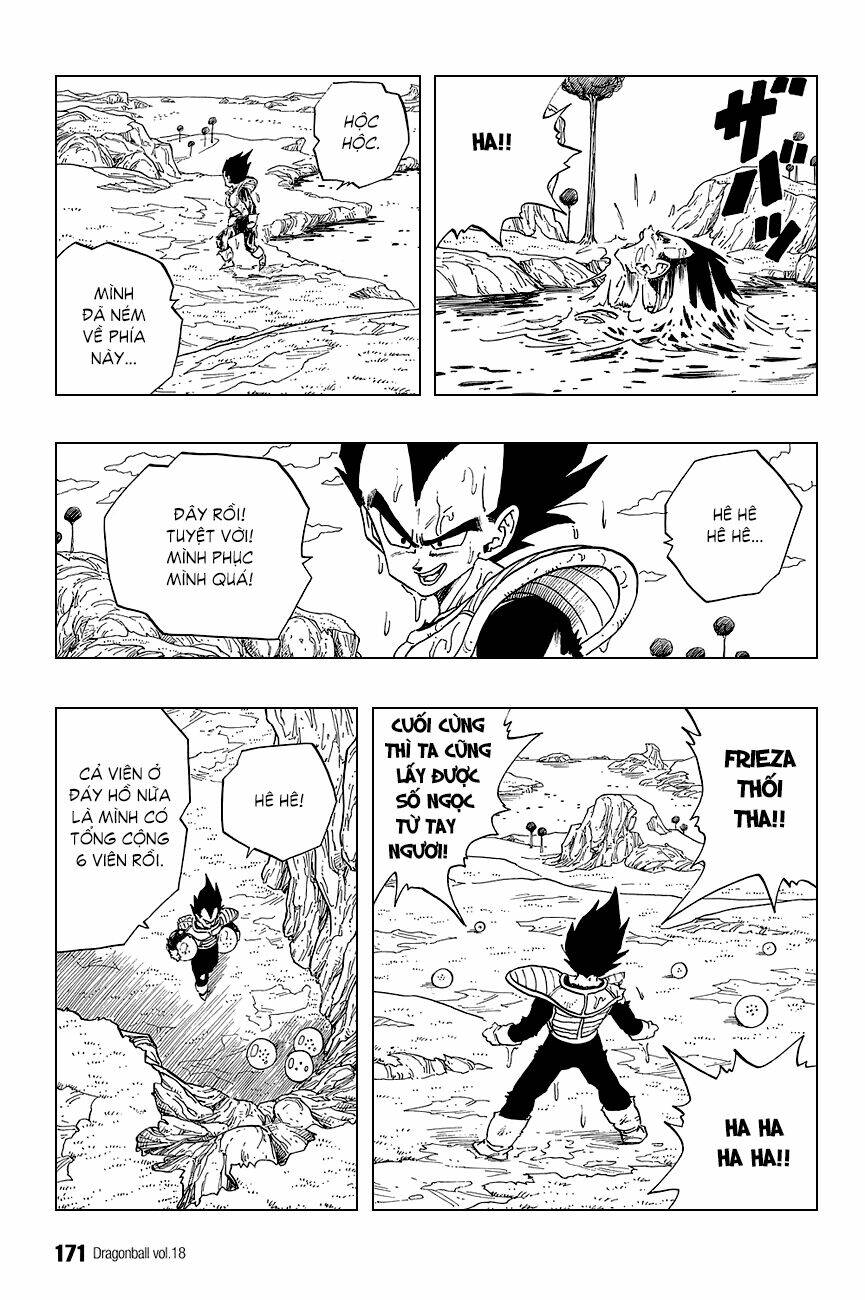 HA!!
ザバッ
HỘC
HỘC.
MÌNH
ĐÃ NÉM
VỀ PHÍA
NÀY...
HÊ HÊ
HÊ HÊ...
ĐÂY RỒI!
TUYỆT VỜI!
MÌNH PHỤC
MÌNH QUÁ!
FRIEZA
THỐI
THA!!
CUỐI CÙNG
THÌ TA CŨNG
LẤY ĐƯỢC
SỐ NGỌC
TỪ TAY
NGƯƠI!
HA HA
HA HA!!
HÊ HÊ!
CẢ VIÊN Ở
ĐÁY HỒ NỮA
LÀ MÌNH CÓ
TỔNG CỘNG
6 VIÊN RỒI.
171 Dragonball vol.18